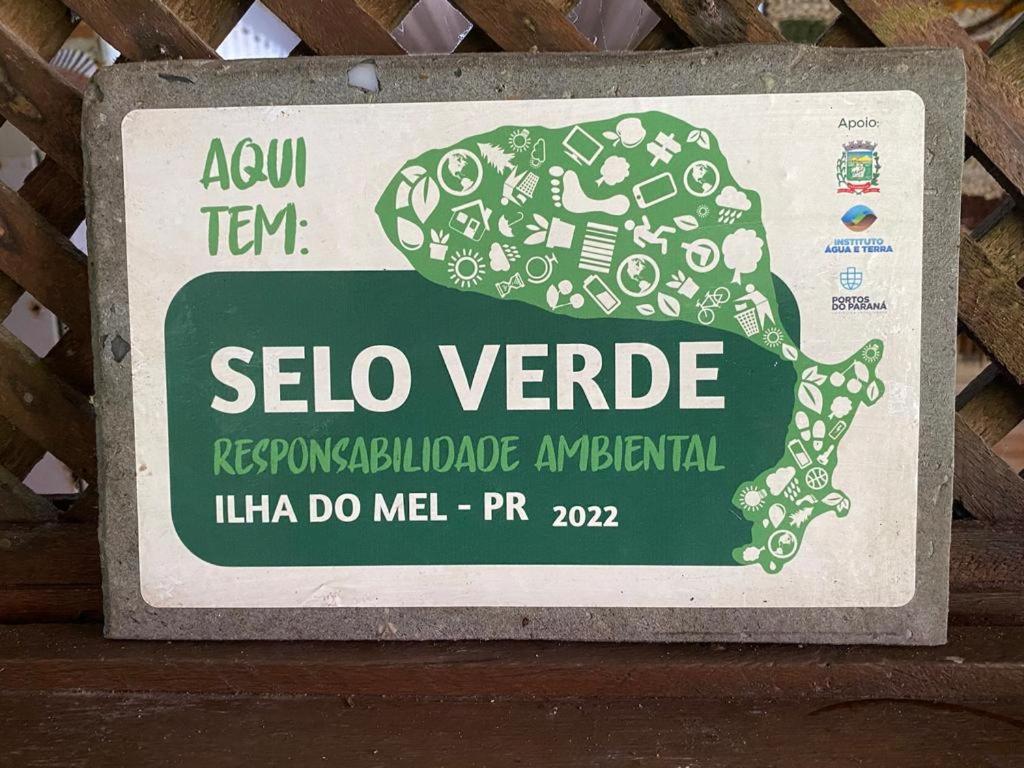 AQUI
TEM:
SELO VERDE
RESPONSABILIDADE AMBIENTAL
ILHA DO MEL - PR 2022
Apoio:
INSTITUTO
ÁGUA E TERRA
PORTOS
DO PARANÁ